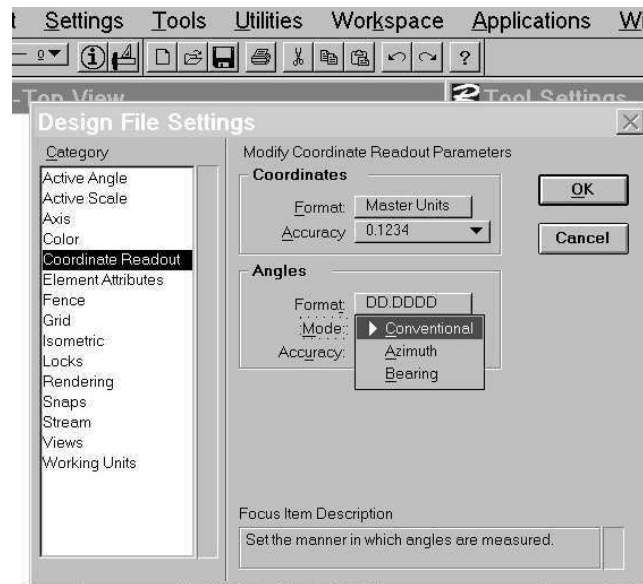 Settings Tools Utilities Workspace Applications
?
-Top View
Tool Settings
Design File Settings
Category
Active Angle
Active Scale
Axis
Color
Coordinate Readout
Element Attributes
Fence
Grid
Isometric
Locks
Rendering
Snaps
Stream
Views
Working Units
Modify Coordinate Readout Parameters
Coordinates
Format: Master Units
Accuracy 0.1234
Angles
Format: DD.DDDD
Mode: Conventional
Azimuth
Bearing
Accuracy:
OK
Cancel
Focus Item Description
Set the manner in which angles are measured.